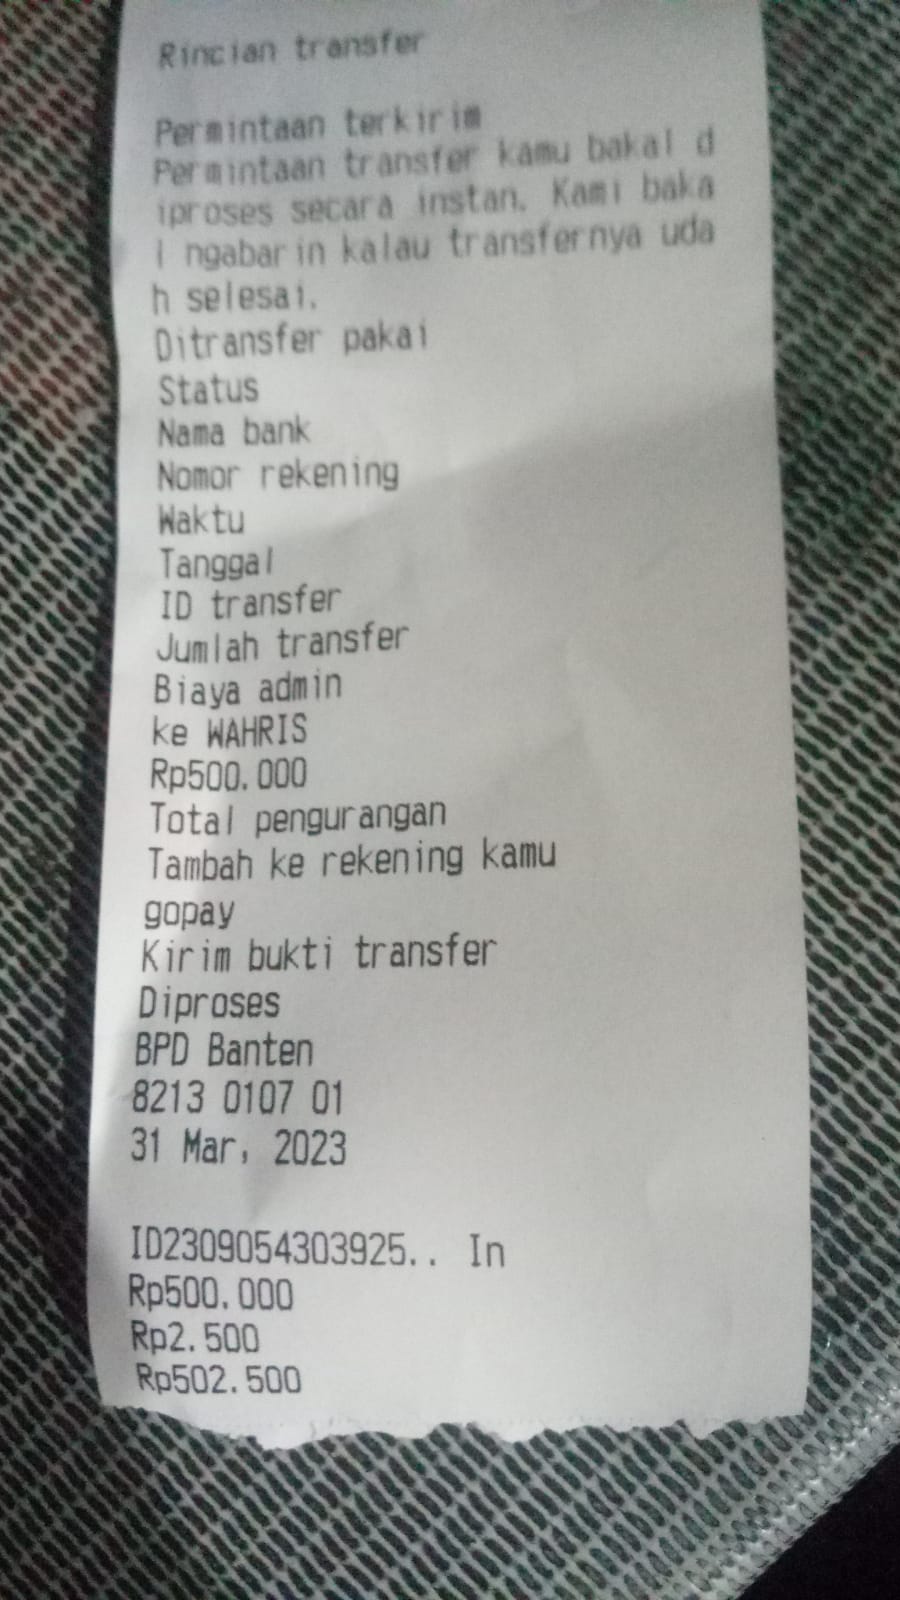 Rincian transfer
Permintaan terkirim
Permintaan transfer kamu bakal d
iproses secara instan. Kami baka
l ngabarin kalau transfernya uda
h selesai.
Ditransfer pakai
Status
Nama bank
Nomor rekening
Waktu
Tanggal
ID transfer
Jumlah transfer
Biaya admin
ke WAHRIS
Rp500.000
Total pengurangan
Tambah ke rekening kamu
gopay
Kirim bukti transfer
Diproses
BPD Banten
8213 0107 01
31 Mar, 2023
ID2309054303925.. In
Rp500.000
Rp2.500
Rp502.500